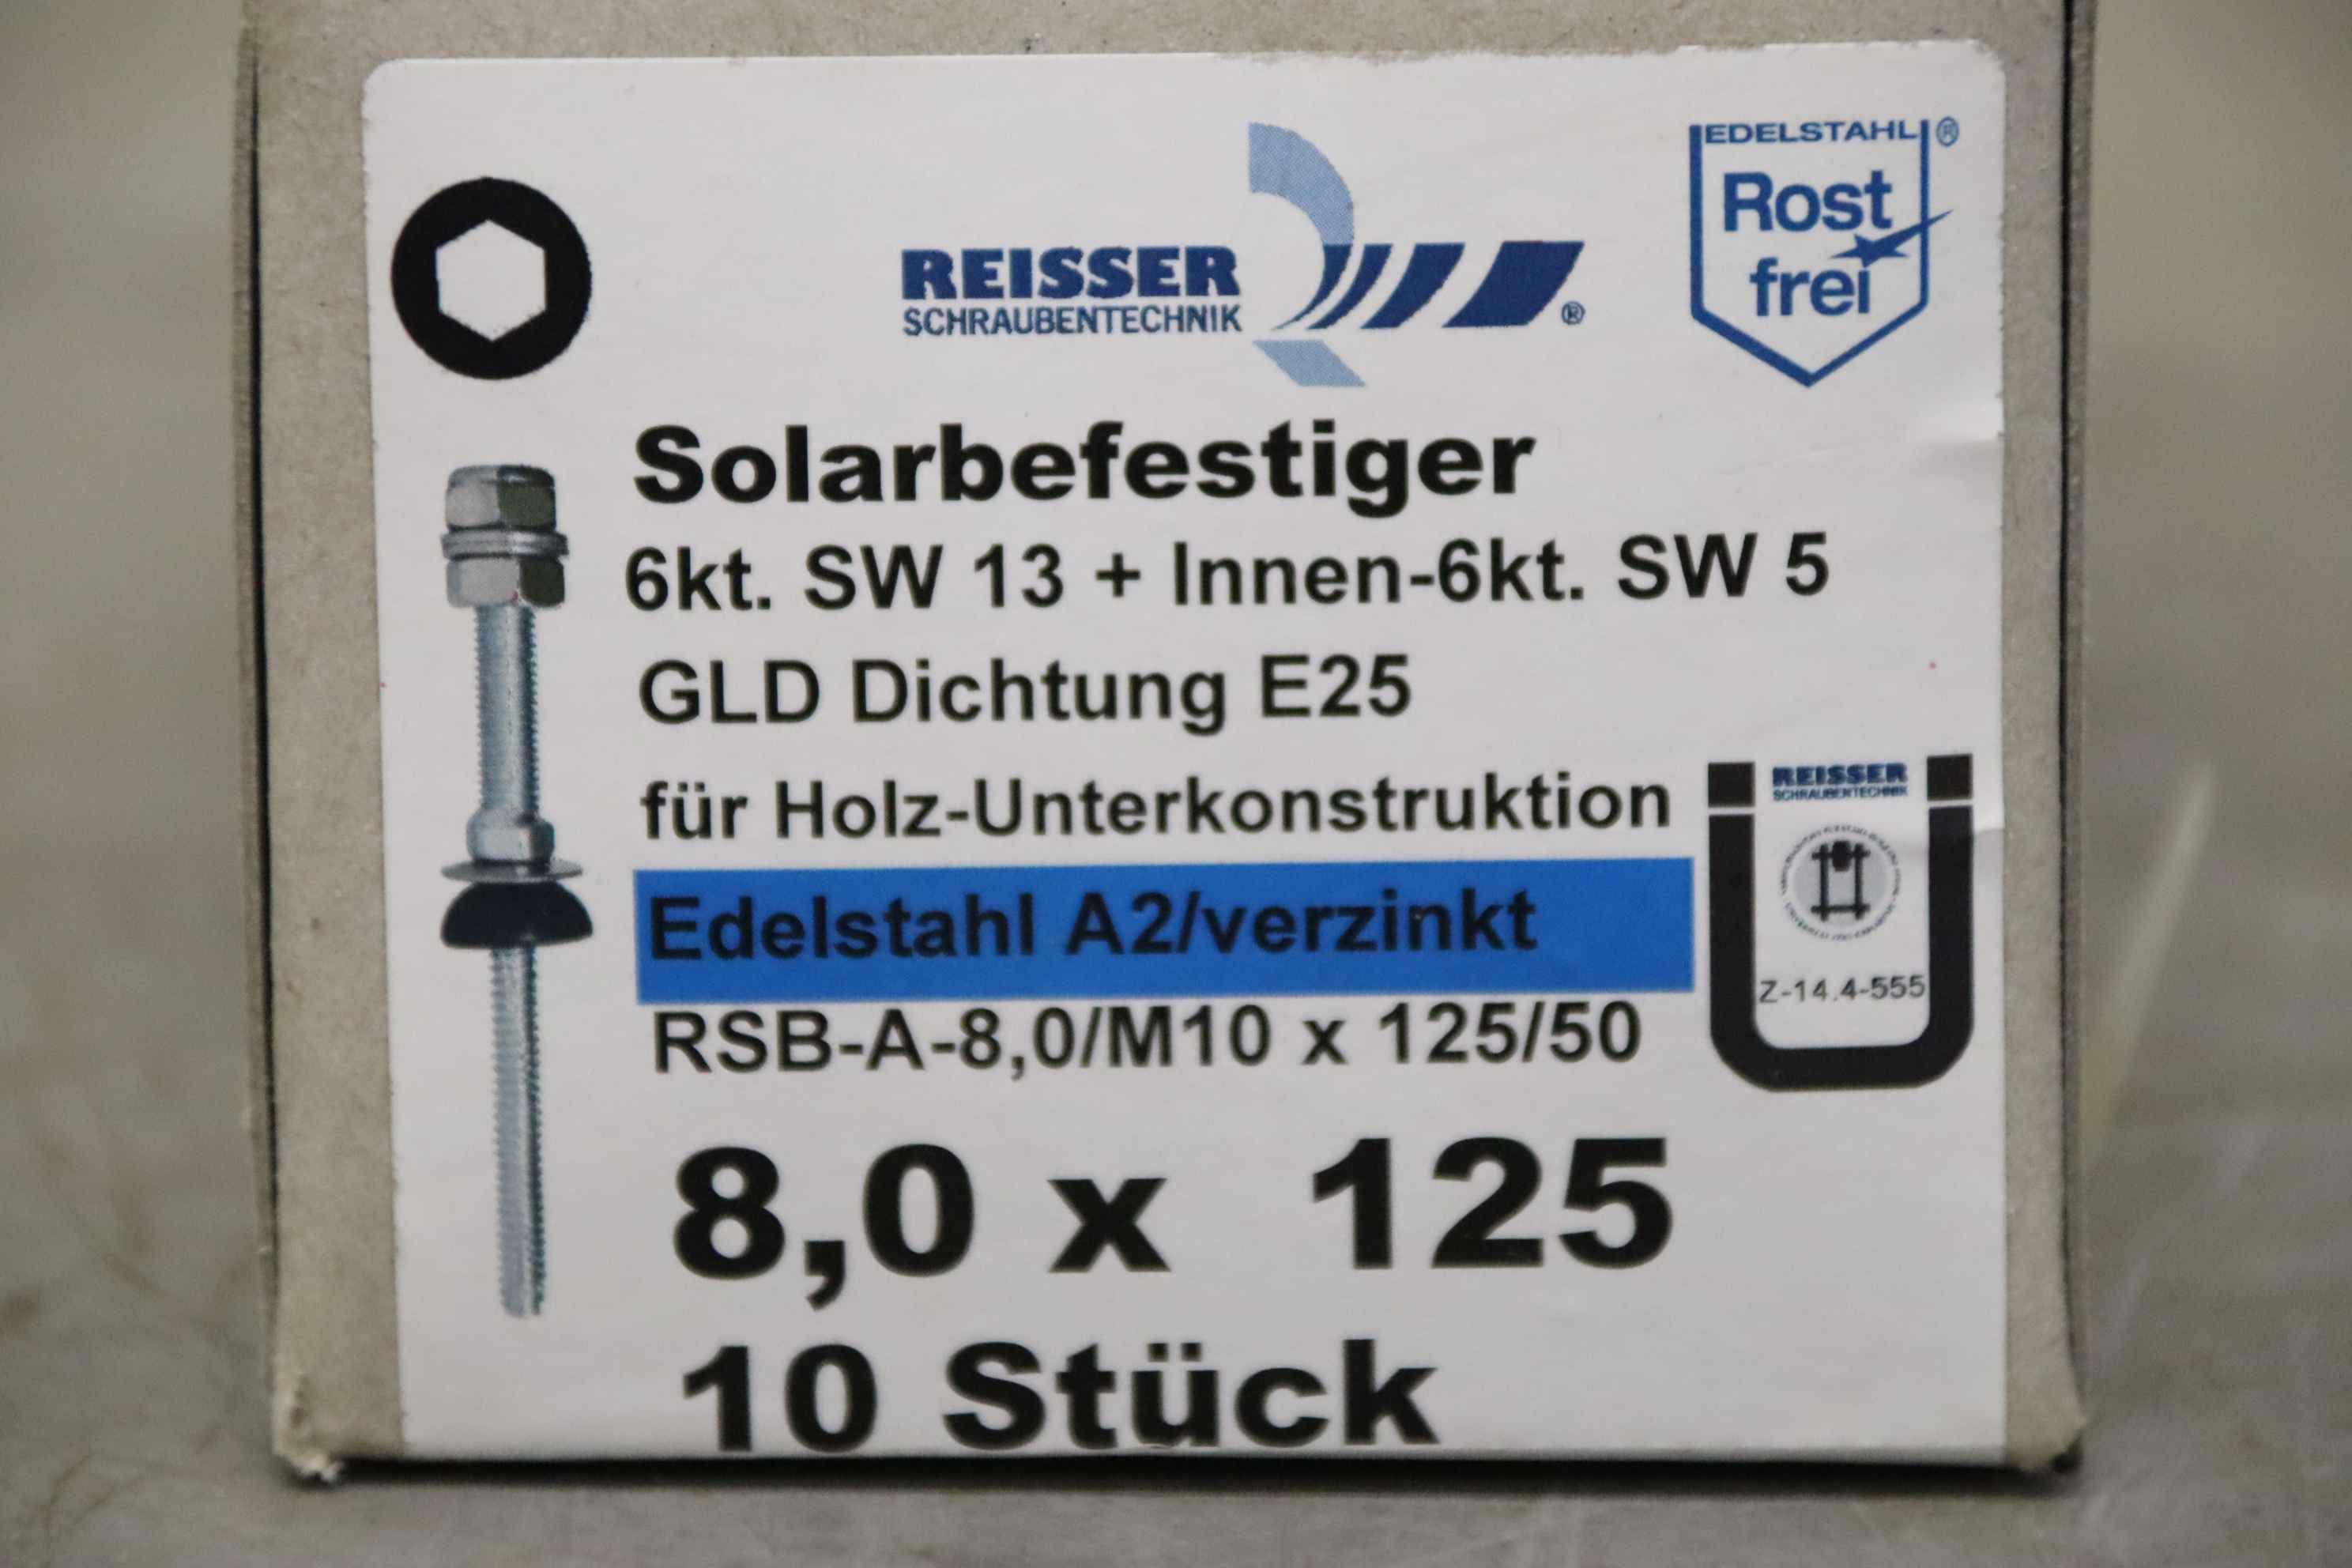 EDELSTAHL®
Rost
frei
REISSER
SCHRAUBENTECHNIK
®
Solarbefestiger
6kt. SW 13 + Innen-6kt. SW 5
GLD Dichtung E25
für Holz-Unterkonstruktion
REISSER
SCHRAUBENTECHNIK
Z-14.4-555
Edelstahl A2/verzinkt
RSB-A-8,0/M10 x 125/50
8,0 x 125
10 Stück